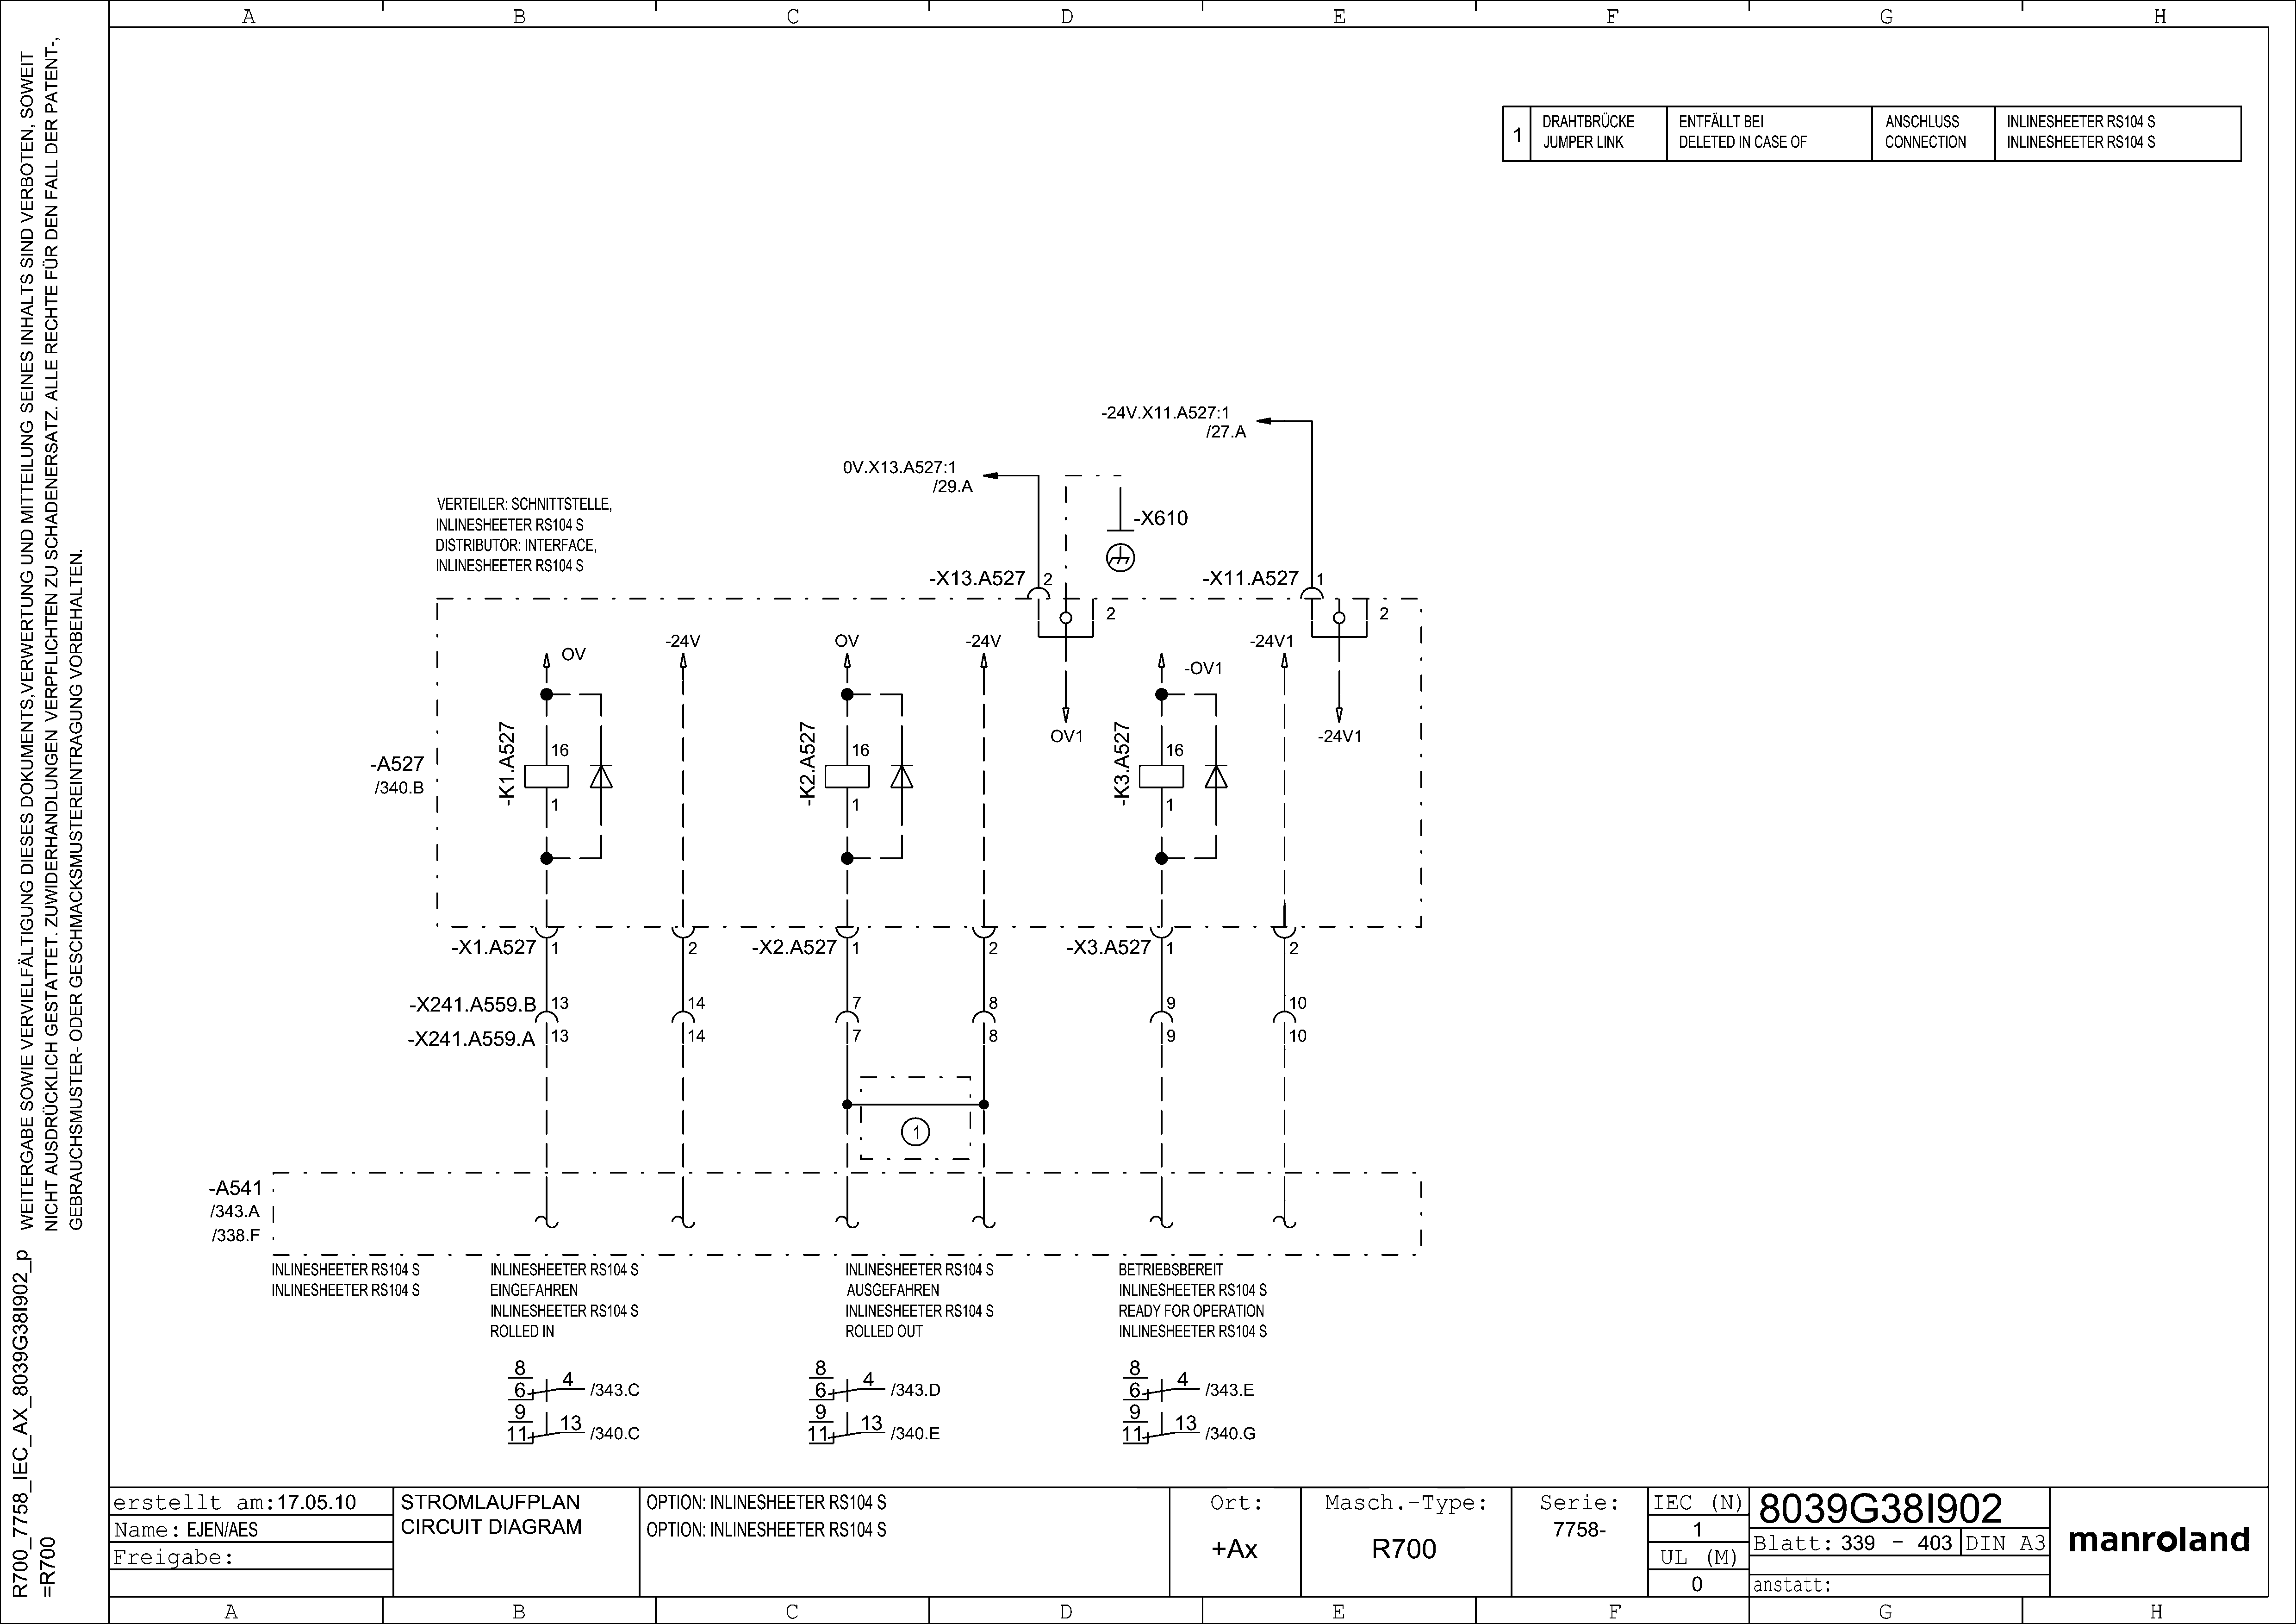 A B C D E F G H
WEITERGABE SOWIE VERVIELFÄLTIGUNG DIESES DOKUMENTS,VERWERTUNG UND MITTEILUNG SEINES INHALTS SIND VERBOTEN, SOWEIT
NICHT AUSDRÜCKLICH GESTATTET. ZUWIDERHANDLUNGEN VERPFLICHTEN ZU SCHADENERSATZ. ALLE RECHTE FÜR DEN FALL DER PATENT-,
GEBRAUCHSMUSTER- ODER GESCHMACKSMUSTEREINTRAGUNG VORBEHALTEN.
R700_7758_IEC_AX_8039G38I902_p
=R700
1
DRAHTBRÜCKE
JUMPER LINK
ENTFÄLLT BEI
DELETED IN CASE OF
ANSCHLUSS
CONNECTION
INLINESHEETER RS104 S
INLINESHEETER RS104 S
-24V.X11.A527:1
/27.A
0V.X13.A527:1
/29.A
VERTEILER: SCHNITTSTELLE,
INLINESHEETER RS104 S
DISTRIBUTOR: INTERFACE,
INLINESHEETER RS104 S
-X610
-X13.A527 2
-X11.A527 1
2
2
OV
-24V
OV
-24V
-OV1
-24V1
OV1
-24V1
-A527
/340.B
-K1.A527
16
1
-K2.A527
16
1
-K3.A527
16
1
-X1.A527 1 2
-X2.A527 1 2
-X3.A527 1 2
-X241.A559.B 13 14 7 8 9 10
-X241.A559.A 13 14 7 8 9 10
1
-A541
/343.A
/338.F
INLINESHEETER RS104 S
INLINESHEETER RS104 S
INLINESHEETER RS104 S
EINGEFAHREN
INLINESHEETER RS104 S
ROLLED IN
INLINESHEETER RS104 S
AUSGEFAHREN
INLINESHEETER RS104 S
ROLLED OUT
BETRIEBSBEREIT
INLINESHEETER RS104 S
READY FOR OPERATION
INLINESHEETER RS104 S
8
6 4 /343.C
9
11 13 /340.C
8
6 4 /343.D
9
11 13 /340.E
8
6 4 /343.E
9
11 13 /340.G
erstellt am:17.05.10
Name: EJEN/AES
Freigabe:
STROMLAUFPLAN
CIRCUIT DIAGRAM
OPTION: INLINESHEETER RS104 S
OPTION: INLINESHEETER RS104 S
Ort:
+Ax
Masch.-Type:
R700
Serie:
7758-
IEC (N)
1
UL (M)
0
8039G38I902
Blatt: 339 - 403 DIN A3
anstatt:
manroland
A B C D E F G H